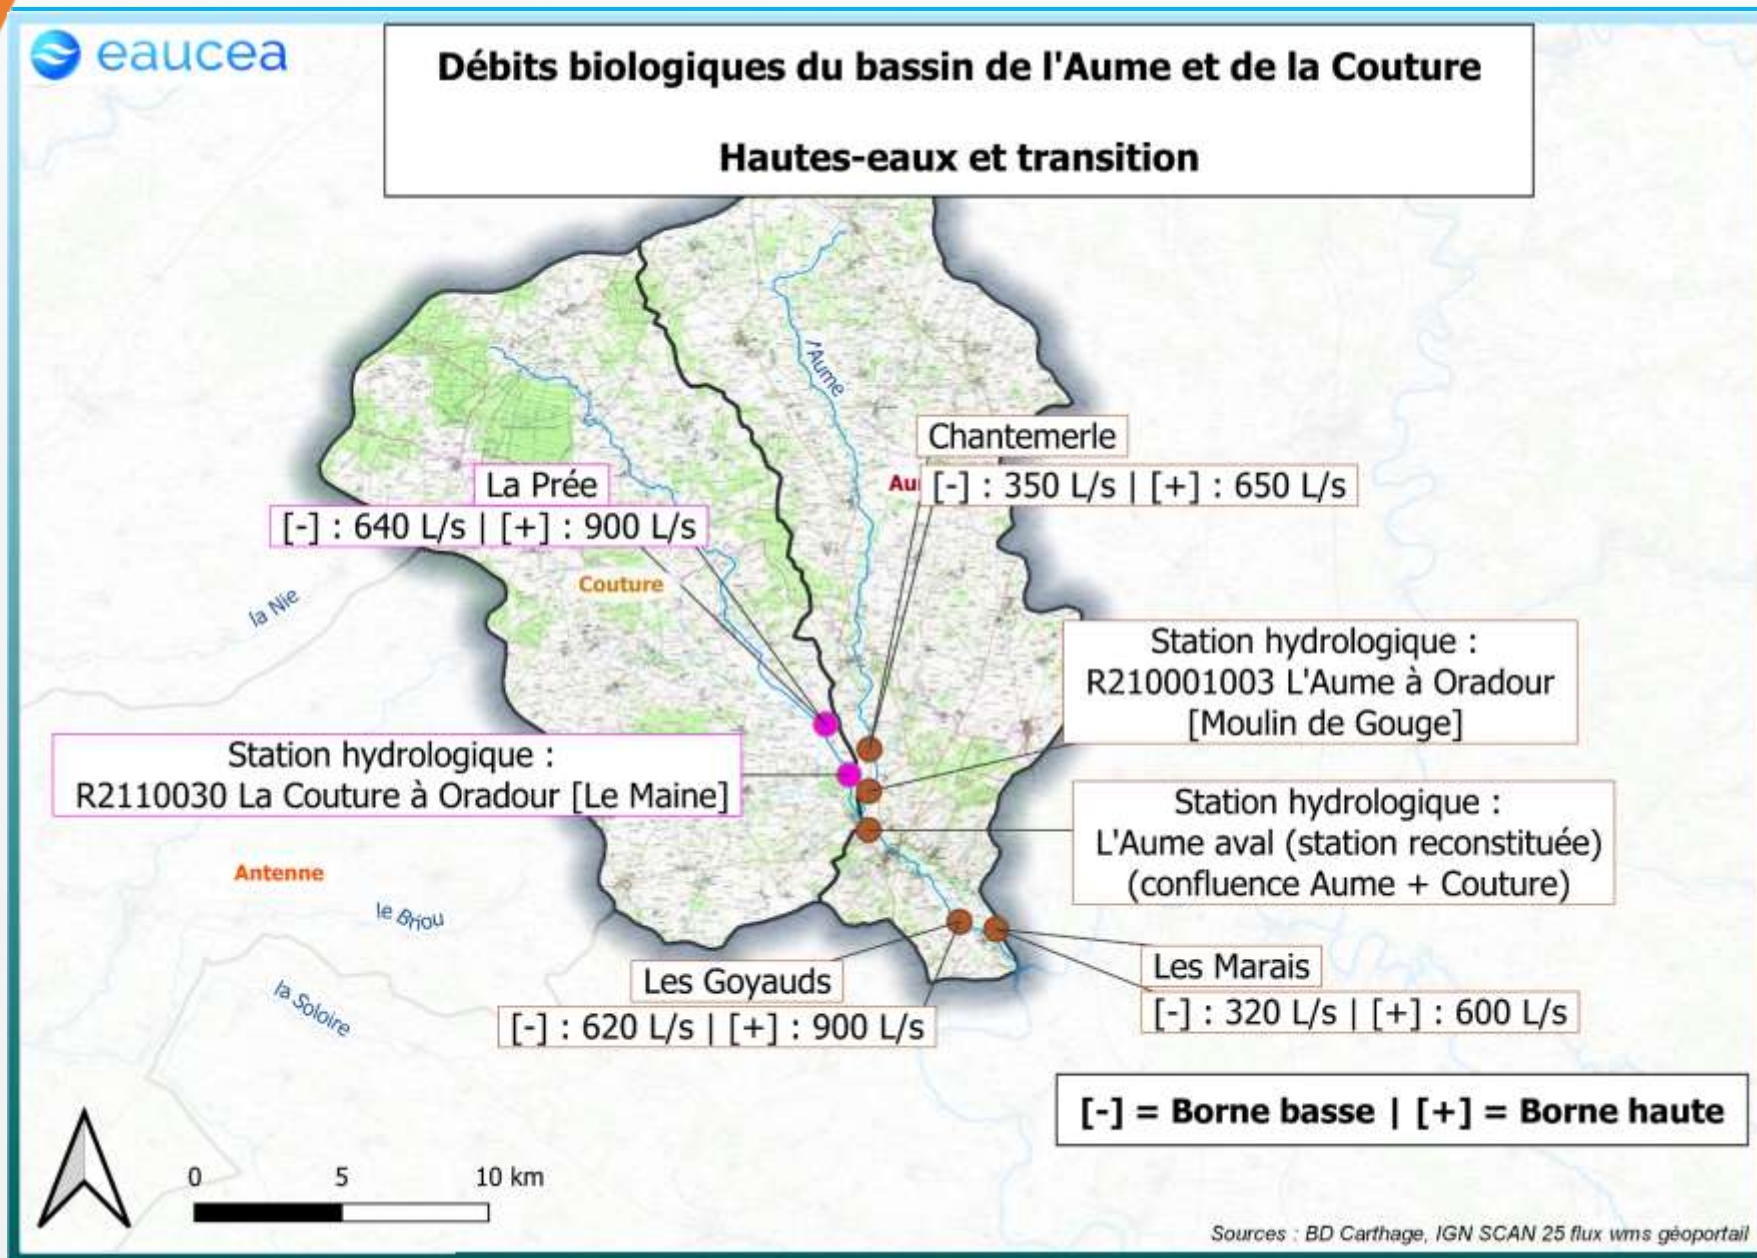 eaucea
Débits biologiques du bassin de l'Aume et de la Couture
Hautes-eaux et transition
l'Aume
Chantemerle
Au
[-] : 350 L/s | [+] : 650 L/s
La Prée
[-] : 640 L/s | [+] : 900 L/s
Couture
la Nie
Station hydrologique :
R210001003 L'Aume à Oradour
[Moulin de Gouge]
Station hydrologique :
R2110030 La Couture à Oradour [Le Maine]
Station hydrologique :
L'Aume aval (station reconstituée)
(confluence Aume + Couture)
Antenne
le Briou
la Soloire
Les Goyauds
[-] : 620 L/s | [+] : 900 L/s
Les Marais
[-] : 320 L/s | [+] : 600 L/s
[-] = Borne basse | [+] = Borne haute
0 5 10 km
Sources : BD Carthage, IGN SCAN 25 flux wms géoportail